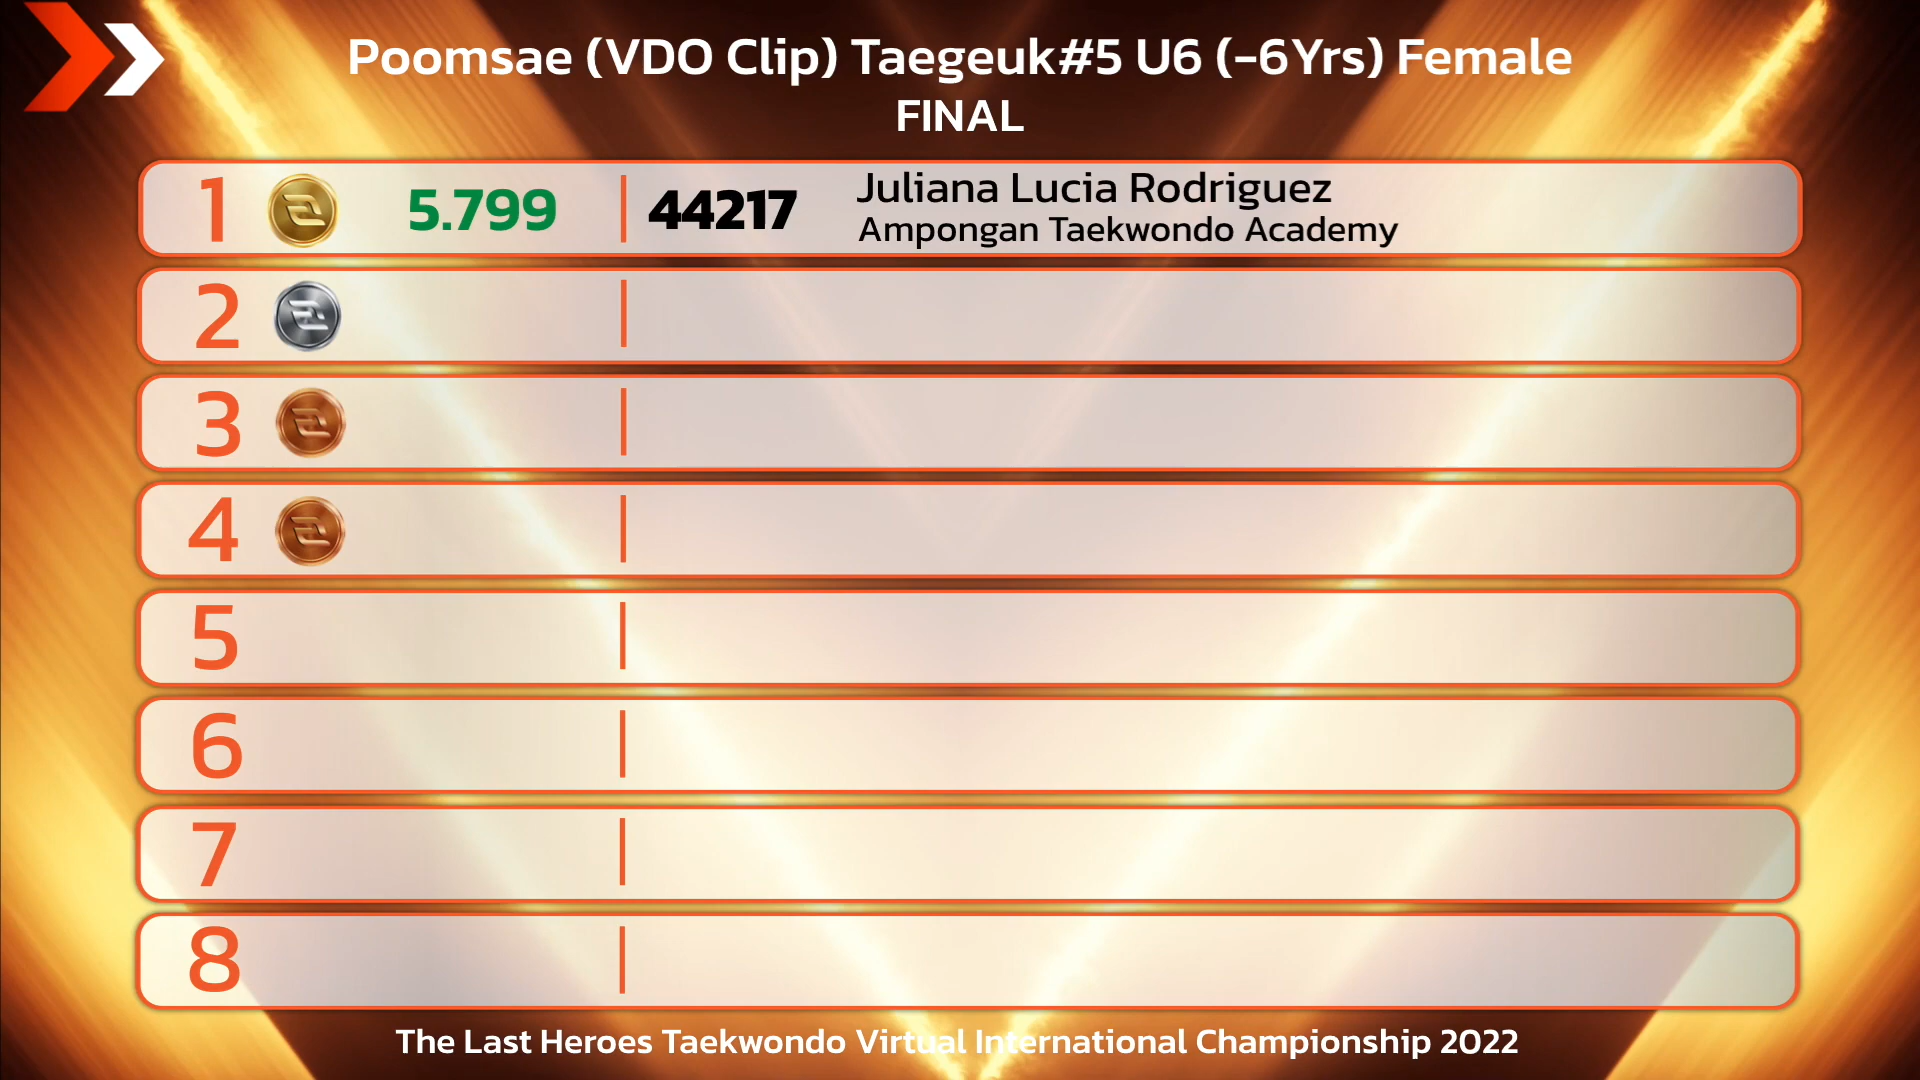 Poomsae (VDO Clip) Taegeuk#5 U6 (-6Yrs) Female
FINAL
1 5.799 44217 Juliana Lucia Rodriguez
Ampongan Taekwondo Academy
2
3
4
5
6
7
8
The Last Heroes Taekwondo Virtual International Championship 2022